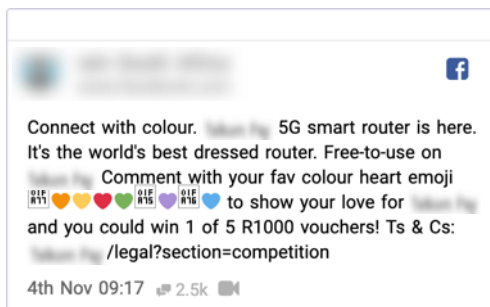 Connect with colour. 5G smart router is here.
It's the world's best dressed router. Free-to-use on
Comment with your fav colour heart emoji
🩷🧡💛💚🩵💜🩶💙 to show your love for
and you could win 1 of 5 R1000 vouchers! Ts & Cs:
/legal?section=competition
4th Nov 09:17 2.5k